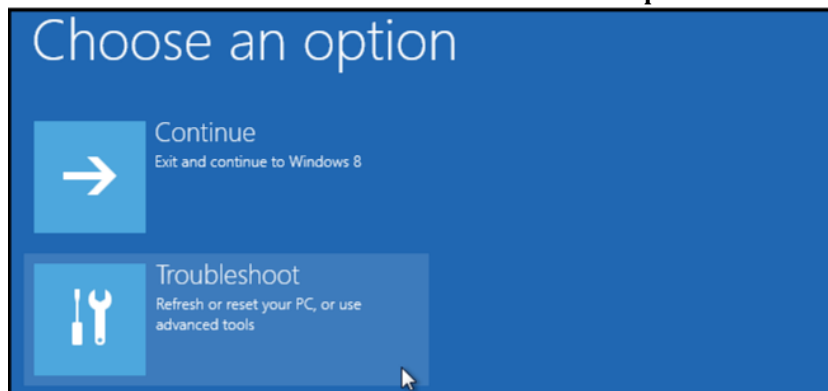 Choose an option
Continue
Exit and continue to Windows 8
Troubleshoot
Refresh or reset your PC, or use
advanced tools